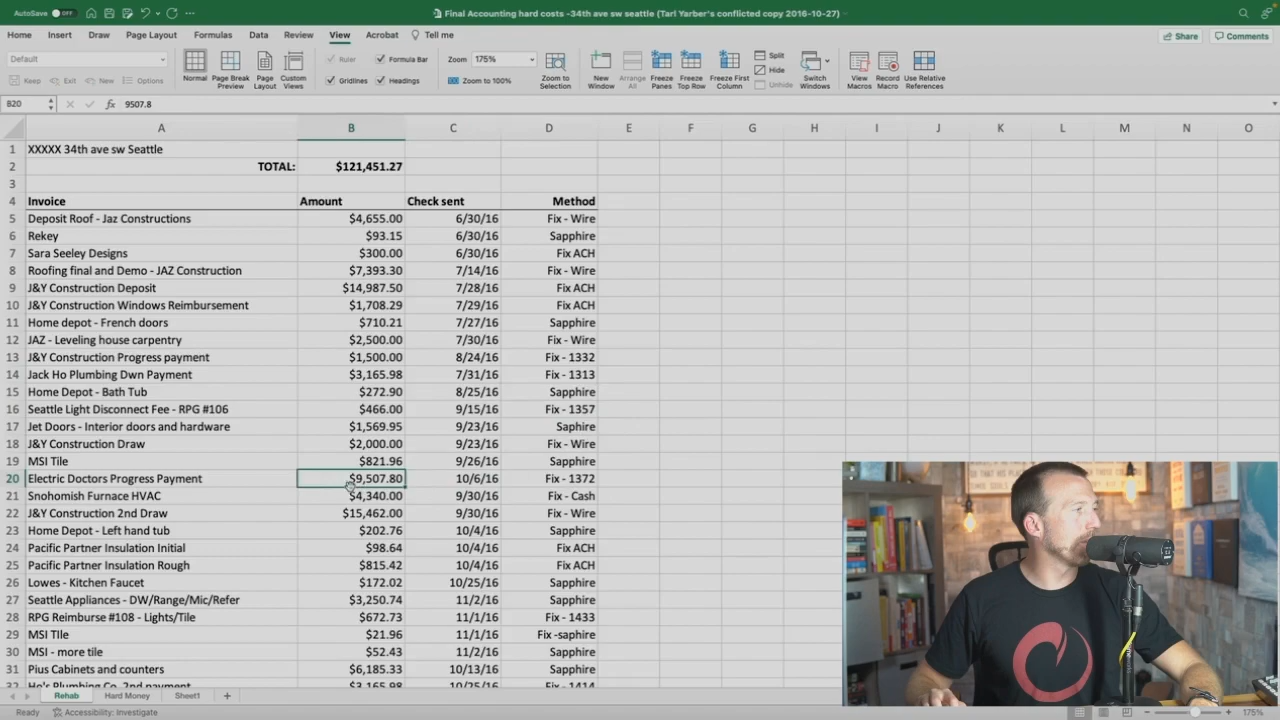 AutoSave OFF
Final Accounting hard costs -34th ave sw seattle (Tarl Yarber's conflicted copy 2016-10-27)
Home Insert Draw Page Layout Formulas Data Review View Acrobat Tell me
Share Comments
Default
Keep Exit New Options
Normal Page Break Preview Page Layout Custom Views
Ruler Formula Bar
Gridlines Headings
Zoom 175%
Zoom to 100%
Zoom to Selection
New Window Arrange All Freeze Panes Freeze Top Row Freeze First Column
Split
Hide
Unhide
Switch Windows View Macros Record Macro Use Relative References
B20 fx 9507.8
A B C D E F G H I J K L M N O
1 XXXXX 34th ave sw Seattle
2 TOTAL: $121,451.27
3
4 Invoice Amount Check sent Method
5 Deposit Roof - Jaz Constructions $4,655.00 6/30/16 Fix - Wire
6 Rekey $93.15 6/30/16 Sapphire
7 Sara Seeley Designs $300.00 6/30/16 Fix ACH
8 Roofing final and Demo - JAZ Construction $7,393.30 7/14/16 Fix - Wire
9 J&Y Construction Deposit $14,987.50 7/28/16 Fix ACH
10 J&Y Construction Windows Reimbursement $1,708.29 7/29/16 Fix ACH
11 Home depot - French doors $710.21 7/27/16 Sapphire
12 JAZ - Leveling house carpentry $2,500.00 7/30/16 Fix - Wire
13 J&Y Construction Progress payment $1,500.00 8/24/16 Fix - 1332
14 Jack Ho Plumbing Dwn Payment $3,165.98 7/31/16 Fix - 1313
15 Home Depot - Bath Tub $272.90 8/25/16 Sapphire
16 Seattle Light Disconnect Fee - RPG #106 $466.00 9/15/16 Fix - 1357
17 Jet Doors - Interior doors and hardware $1,569.95 9/23/16 Saphire
18 J&Y Construction Draw $2,000.00 9/23/16 Fix - Wire
19 MSI Tile $821.96 9/26/16 Sapphire
20 Electric Doctors Progress Payment $9,507.80 10/6/16 Fix - 1372
21 Snohomish Furnace HVAC $4,340.00 9/30/16 Fix - Cash
22 J&Y Construction 2nd Draw $15,462.00 9/30/16 Fix - Wire
23 Home Depot - Left hand tub $202.76 10/4/16 Sapphire
24 Pacific Partner Insulation Initial $98.64 10/4/16 Fix ACH
25 Pacific Partner Insulation Rough $815.42 10/4/16 Fix ACH
26 Lowes - Kitchen Faucet $172.02 10/25/16 Sapphire
27 Seattle Appliances - DW/Range/Mic/Refer $3,250.74 11/2/16 Sapphire
28 RPG Reimburse #108 - Lights/Tile $672.73 11/1/16 Fix - 1433
29 MSI TIle $21.96 11/1/16 Fix -saphire
30 MSI - more tile $52.43 11/2/16 Sapphire
31 Pius Cabinets and counters $6,185.33 10/13/16 Sapphire
32 Ho's Plumbing Co. 2nd payment $3,165.98 10/25/16 Fix - 1414
Rehab Hard Money Sheet1 +
Ready Accessibility: Investigate 175%